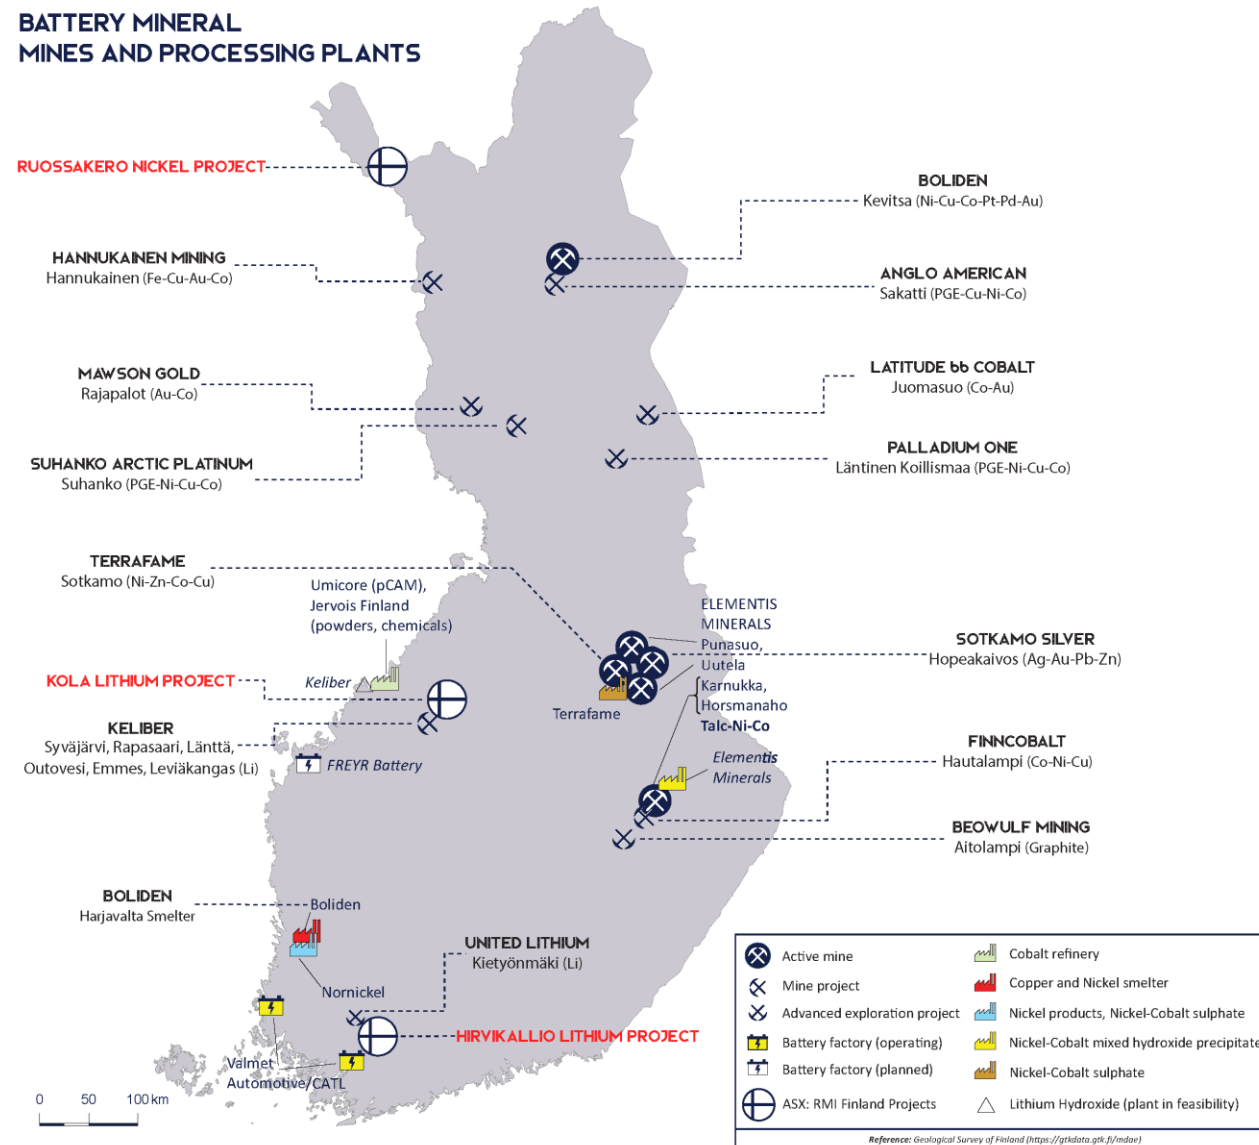 BATTERY MINERAL
MINES AND PROCESSING PLANTS
RUOSSAKERO NICKEL PROJECT
BOLIDEN
Kevitsa (Ni-Cu-Co-Pt-Pd-Au)
HANNUKAINEN MINING
Hannukainen (Fe-Cu-Au-Co)
ANGLO AMERICAN
Sakatti (PGE-Cu-Ni-Co)
MAWSON GOLD
Rajapalot (Au-Co)
LATITUDE 66 COBALT
Juomasuo (Co-Au)
SUHANKO ARCTIC PLATINUM
Suhanko (PGE-Ni-Cu-Co)
PALLADIUM ONE
Läntinen Koillismaa (PGE-Ni-Cu-Co)
TERRAFAME
Sotkamo (Ni-Zn-Co-Cu)
Umicore (pCAM),
Jervois Finland
(powders, chemicals)
ELEMENTIS
MINERALS
Punasuo,
Uutela
Karnukka,
Horsmanaho
Talc-Ni-Co
SOTKAMO SILVER
Hopeakaivos (Ag-Au-Pb-Zn)
KOLA LITHIUM PROJECT
Keliber
Terrafame
KELIBER
Syväjärvi, Rapasaari, Länttä,
Outovesi, Emmes, Leviäkangas (Li)
FREYR Battery
Elementis
Minerals
FINNCOBALT
Hautalampi (Co-Ni-Cu)
BEOWULF MINING
Aitolampi (Graphite)
BOLIDEN
Harjavalta Smelter
Boliden
Nornickel
UNITED LITHIUM
Kietyönmäki (Li)
HIRVIKALLIO LITHIUM PROJECT
Valmet
Automotive/CATL
0 50 100 km
Active mine
Mine project
Advanced exploration project
Battery factory (operating)
Battery factory (planned)
ASX: RMI Finland Projects
Cobalt refinery
Copper and Nickel smelter
Nickel products, Nickel-Cobalt sulphate
Nickel-Cobalt mixed hydroxide precipitate
Nickel-Cobalt sulphate
Lithium Hydroxide (plant in feasibility)
Reference: Geological Survey of Finland (https://gtkdata.gtk.fi/mdae)